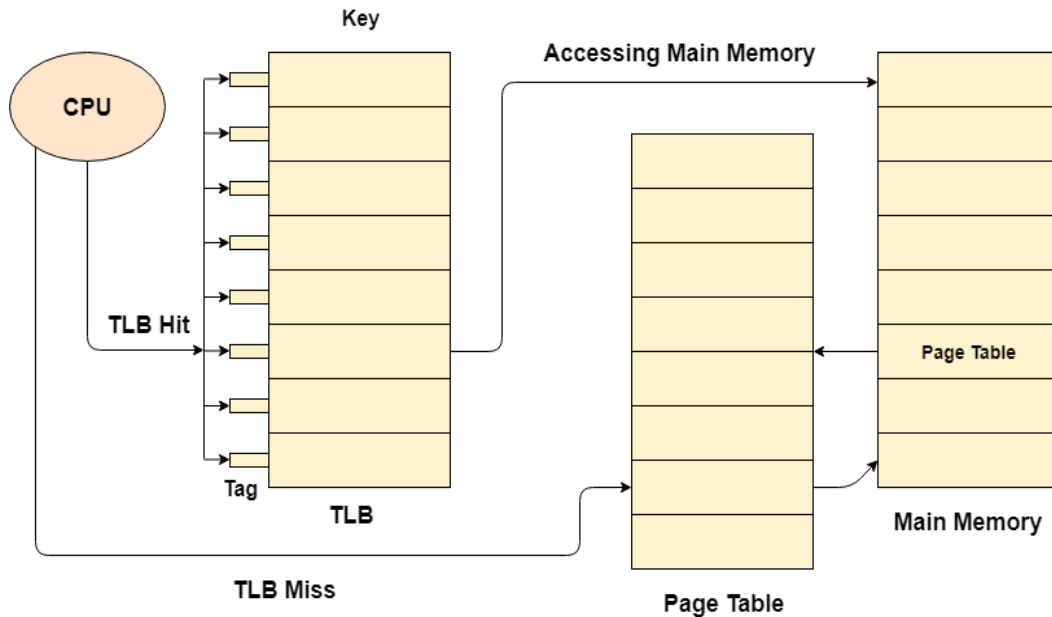 Key
Accessing Main Memory
CPU
TLB Hit
Page Table
Tag
TLB
Main Memory
TLB Miss
Page Table